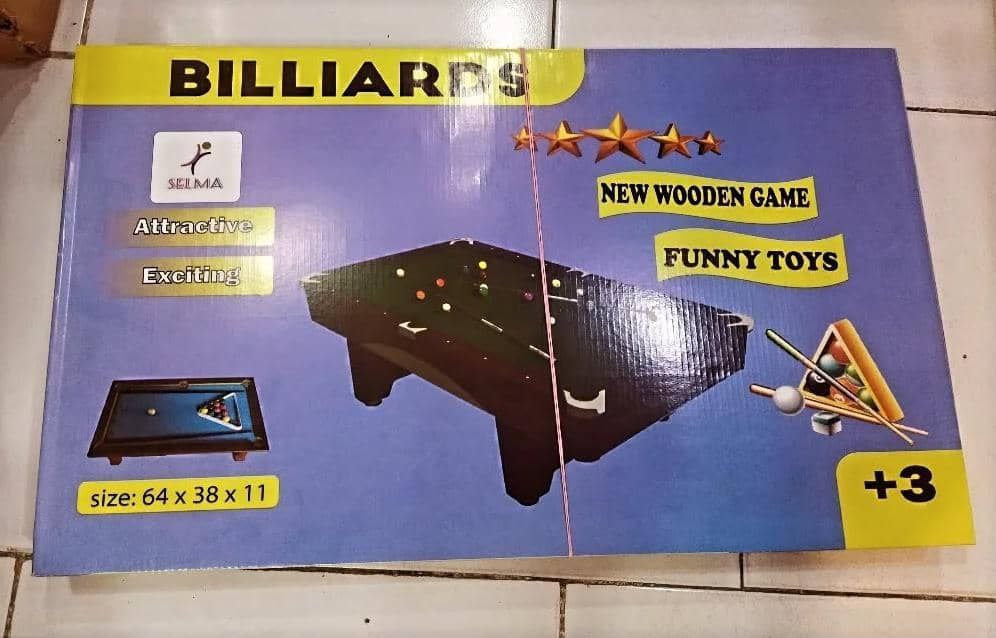 BILLIARDS
SELMA
Attractive
Exciting
NEW WOODEN GAME
FUNNY TOYS
size: 64 x 38 x 11
+3